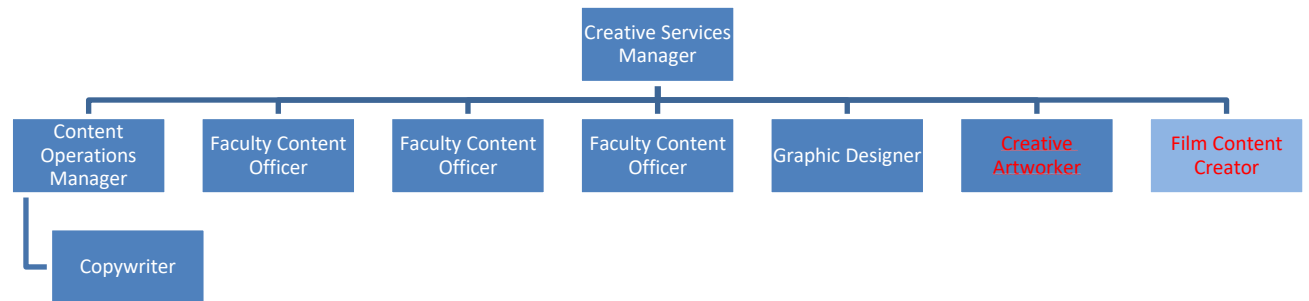 Creative Services
Manager
Content
Operations
Manager
Faculty Content
Officer
Faculty Content
Officer
Faculty Content
Officer
Graphic Designer
Creative
Artworker
Film Content
Creator
Copywriter